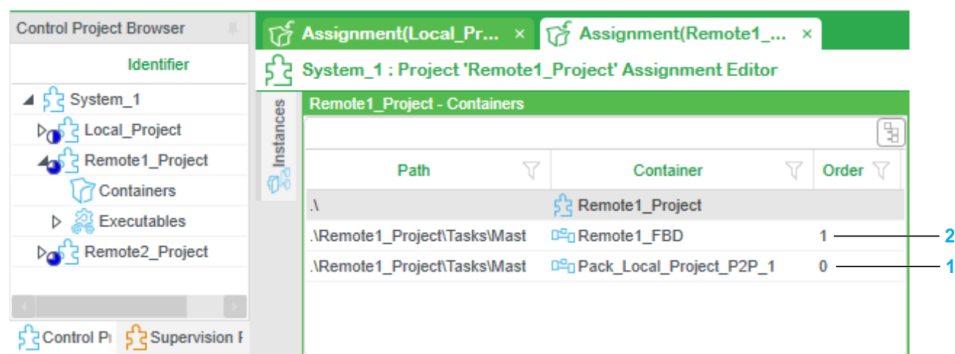 Control Project Browser
Identifier
System_1
Local_Project
Remote1_Project
Containers
Executables
Remote2_Project
Control P
Supervision F
Assignment(Local_Pr... ×
Assignment(Remote1_... ×
System_1 : Project 'Remote1_Project' Assignment Editor
Instances
Remote1_Project - Containers
Path Container Order
.\ Remote1_Project
.\Remote1_Project\Tasks\Mast Remote1_FBD 1 2
.\Remote1_Project\Tasks\Mast Pack_Local_Project_P2P_1 0 1